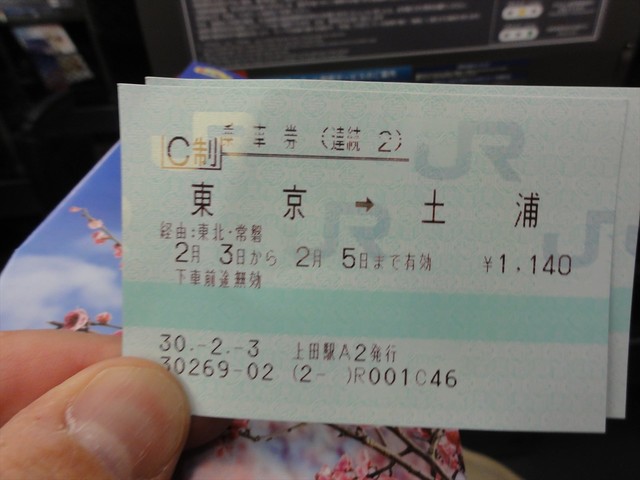 乗車券 (連続 2)
C制
東京 → 土浦
経由:東北・常磐
2月 3日から 2月 5日まで有効 ¥1,140
下車前途無効
30.-2.-3 上田駅A2発行
30269-02 (2- )R001C46
JR
JR